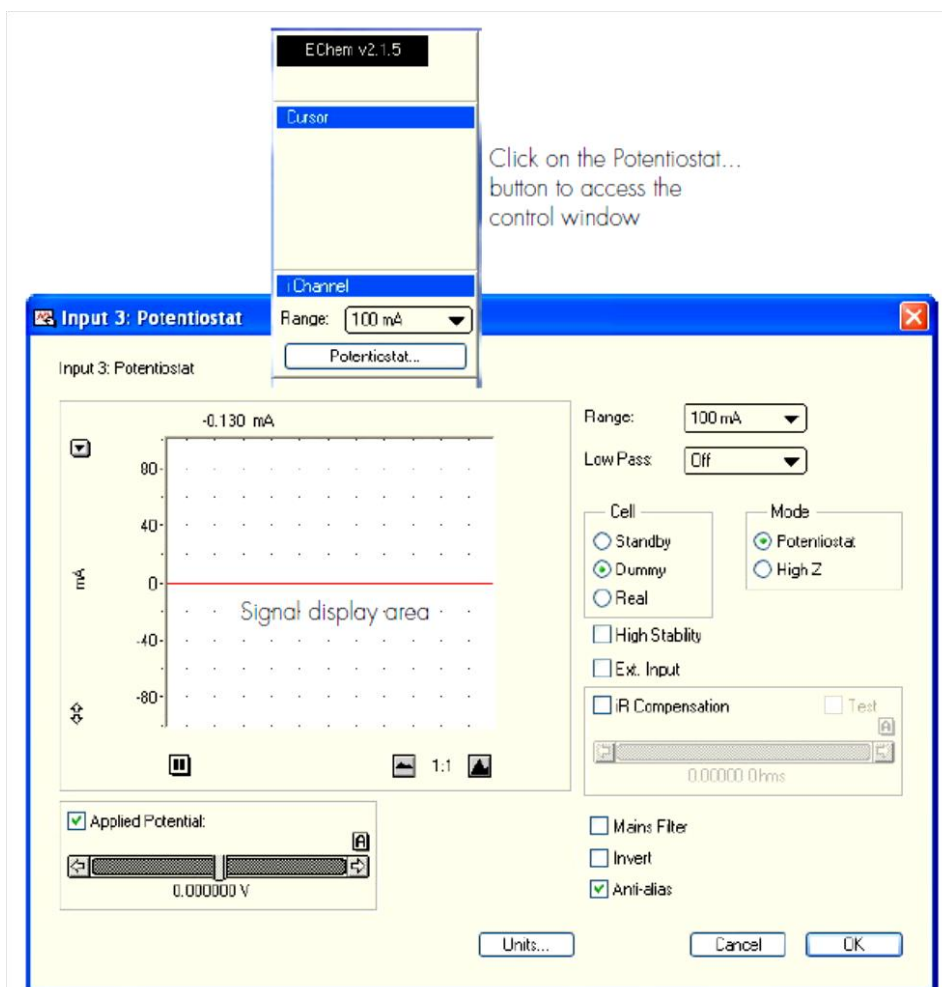 EChem v2.1.5
Cursor
Click on the Potentiostat...
button to access the
control window
i Channel
Range: 100 mA
Potentiostat...
Input 3: Potentiostat
Input 3: Potentiostat
-0.130 mA
80
40
mA
0
Signal display area
-40
-80
1:1
Applied Potential:
A
0.000000 V
Range: 100 mA
Low Pass: Off
Cell
Standby
Dummy
Real
Mode
Potentiostat
High Z
High Stability
Ext. Input
iR Compensation
Test
A
0.00000 Ohms
Mains Filter
Invert
Anti-alias
Units...
Cancel
OK